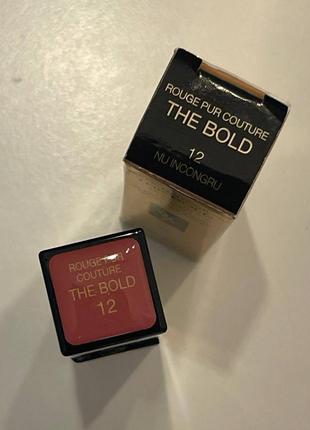 ROUGE PUR COUTURE
THE BOLD
12
NU INCONGRU
ROUGE PUR
COUTURE
THE BOLD
12